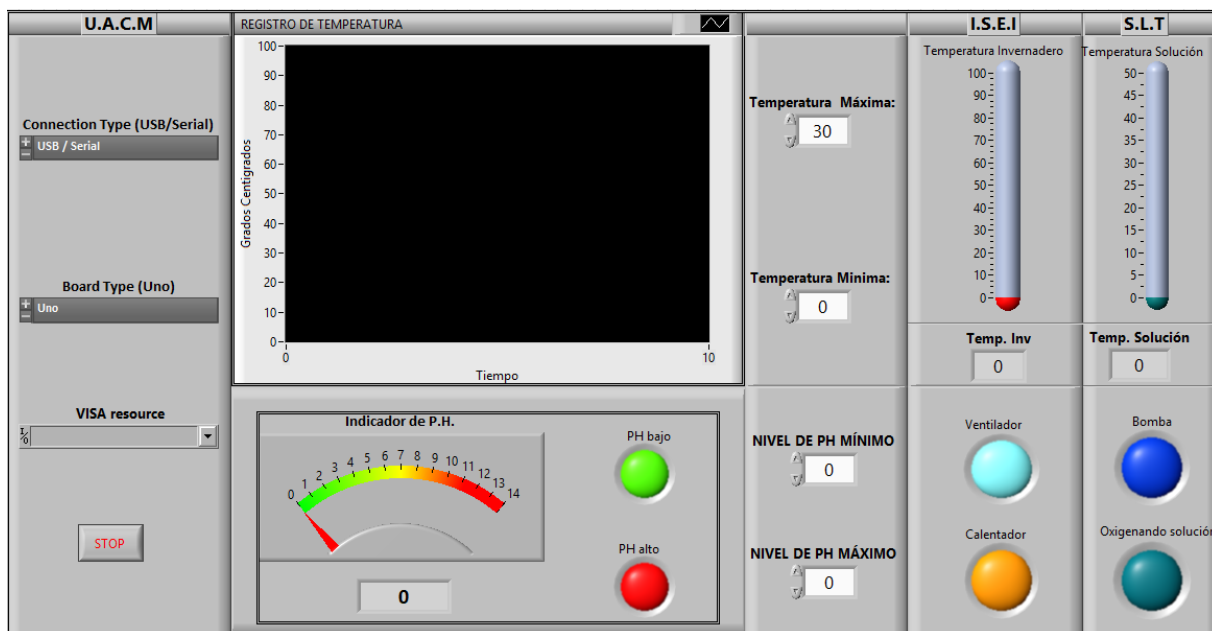 U.A.C.M
Connection Type (USB/Serial)
USB / Serial
Board Type (Uno)
Uno
VISA resource
STOP
REGISTRO DE TEMPERATURA
Grados Centigrados
100
90
80
70
60
50
40
30
20
10
0
0
10
Tiempo
Indicador de P.H.
0 1 2 3 4 5 6 7 8 9 10 11 12 13 14
0
PH bajo
PH alto
Temperatura Máxima:
30
Temperatura Minima:
0
NIVEL DE PH MÍNIMO
0
NIVEL DE PH MÁXIMO
0
I.S.E.I
Temperatura Invernadero
100
90
80
70
60
50
40
30
20
10
0
Temp. Inv
0
Ventilador
Calentador
S.L.T
Temperatura Solución
50
45
40
35
30
25
20
15
10
5
0
Temp. Solución
0
Bomba
Oxigenando solución